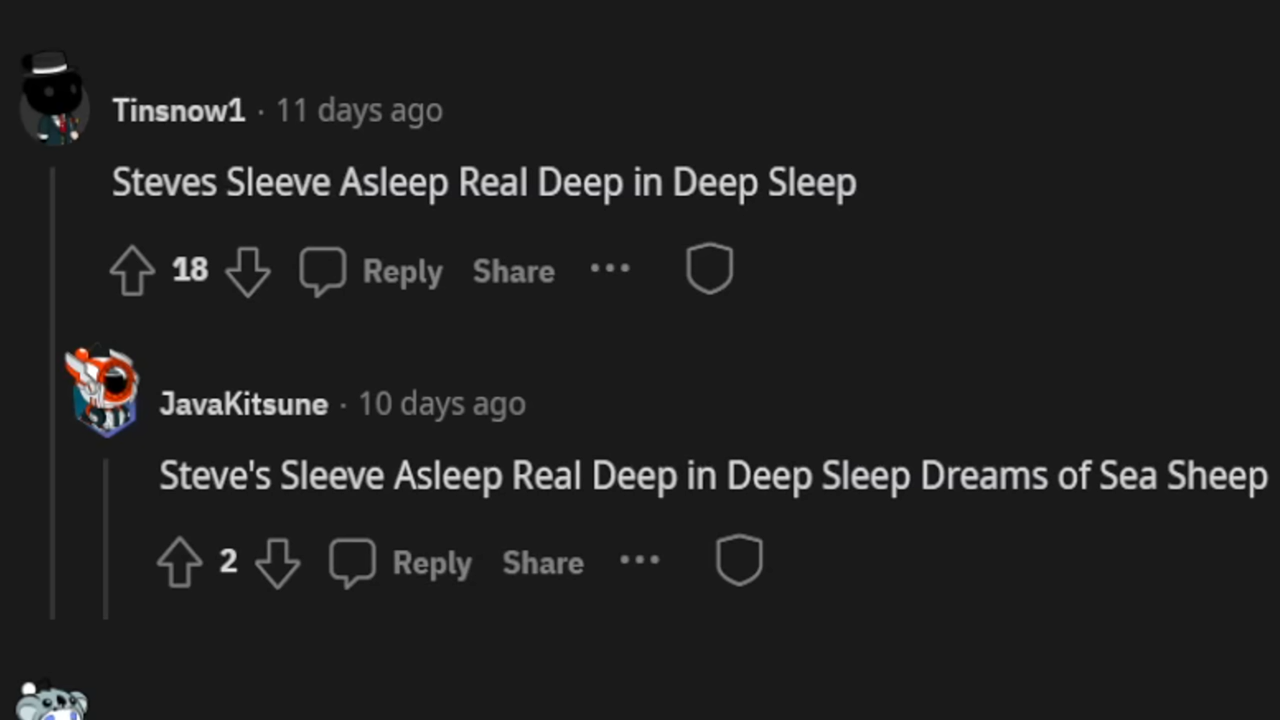 Tinsnow1 · 11 days ago
Steves Sleeve Asleep Real Deep in Deep Sleep
18 Reply Share ···
JavaKitsune · 10 days ago
Steve's Sleeve Asleep Real Deep in Deep Sleep Dreams of Sea Sheep
2 Reply Share ···